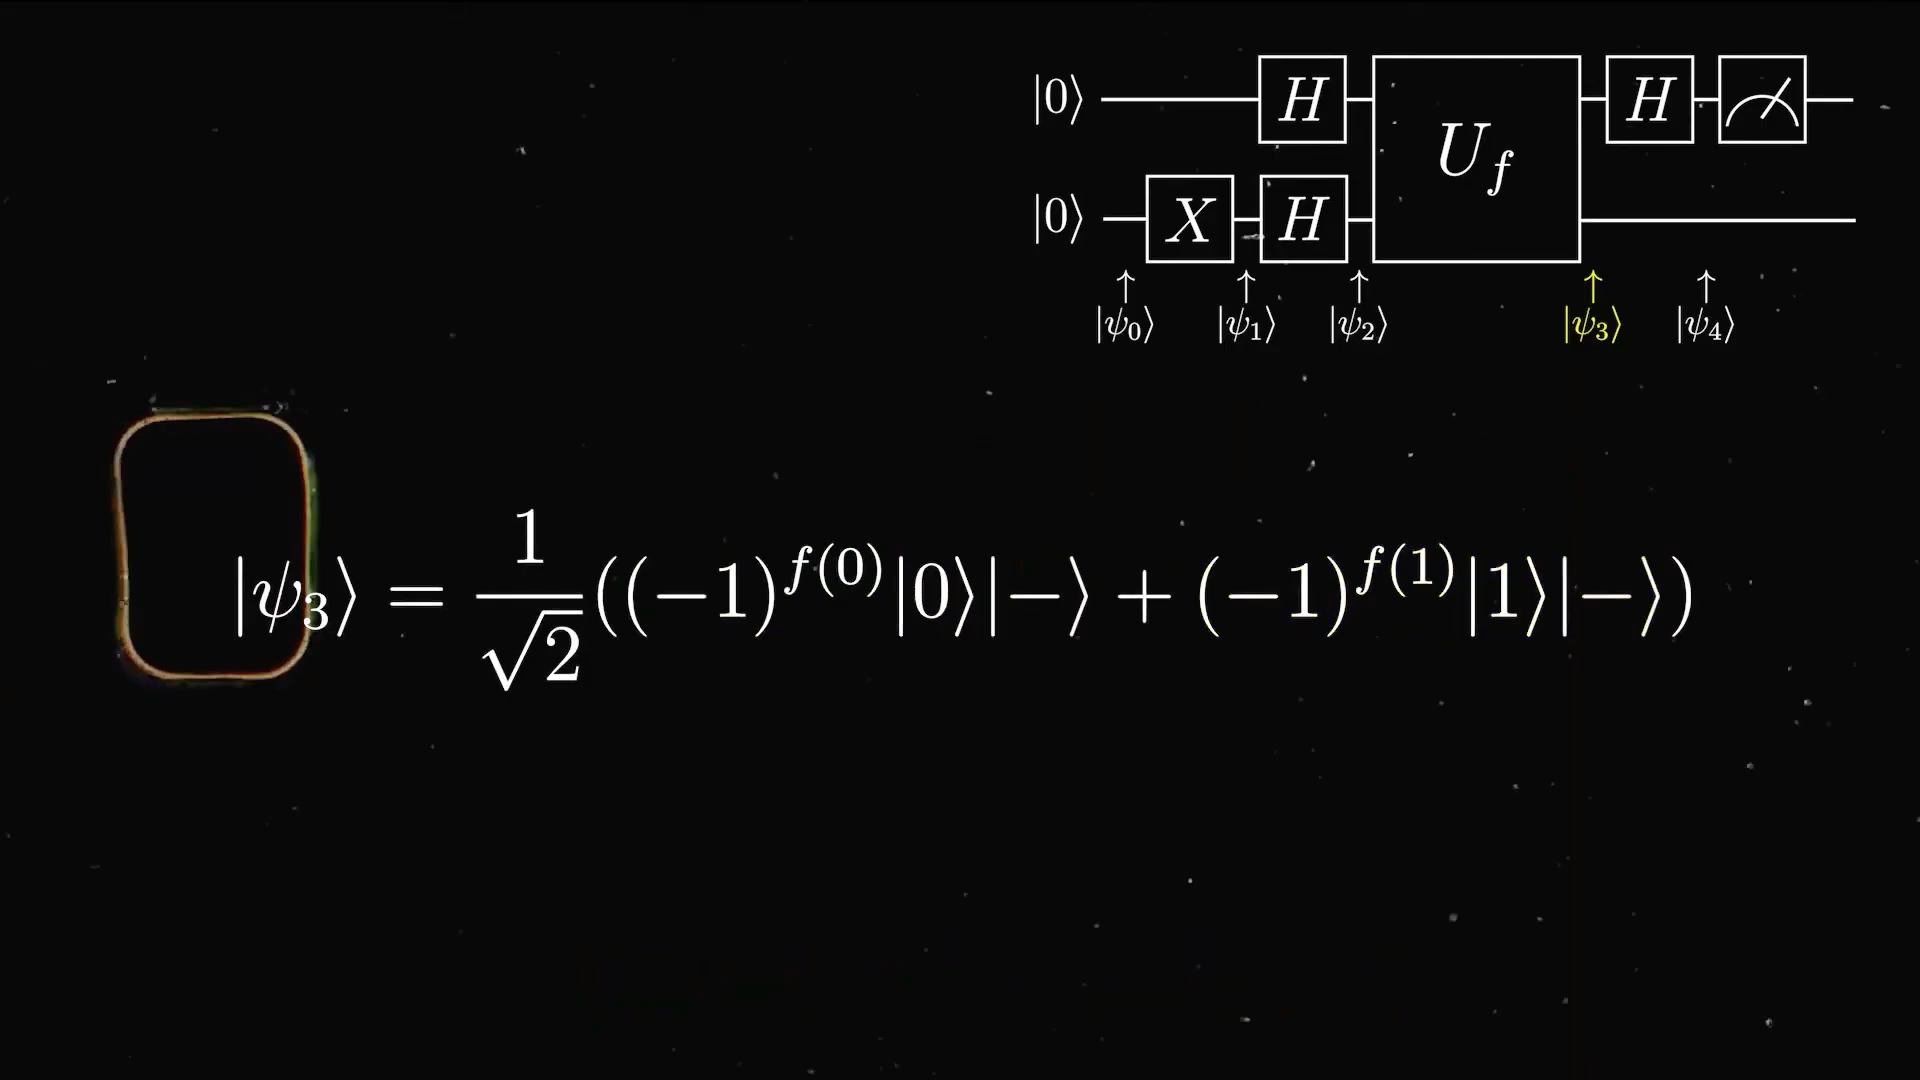 |0⟩ H U_f H
|0⟩ X H
↑ ↑ ↑ ↑ ↑
|ψ₀⟩ |ψ₁⟩ |ψ₂⟩ |ψ₃⟩ |ψ₄⟩
|ψ₃⟩ = 1/√2 ((−1)^{f(0)}|0⟩|−⟩ + (−1)^{f(1)}|1⟩|−⟩)